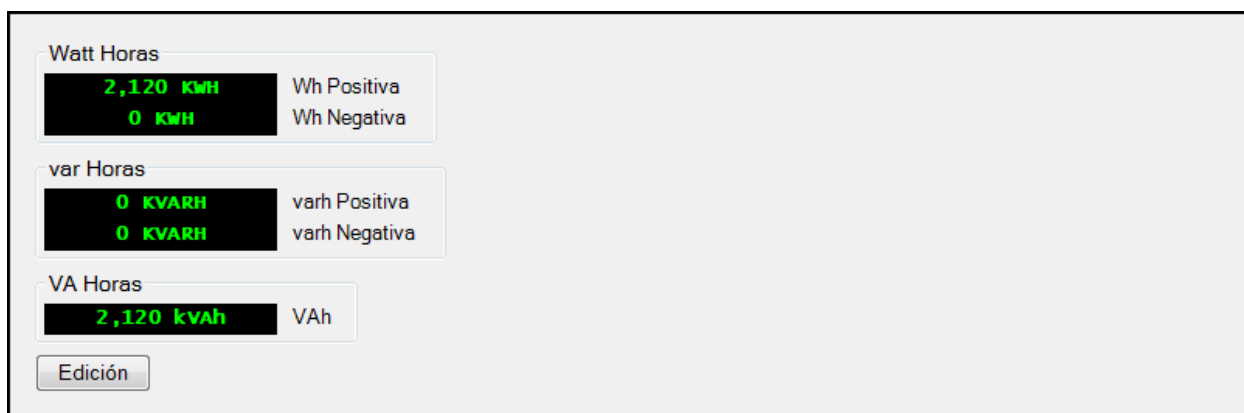 Watt Horas
2,120 KWH Wh Positiva
0 KWH Wh Negativa
var Horas
0 KVARH varh Positiva
0 KVARH varh Negativa
VA Horas
2,120 kVAh VAh
Edición